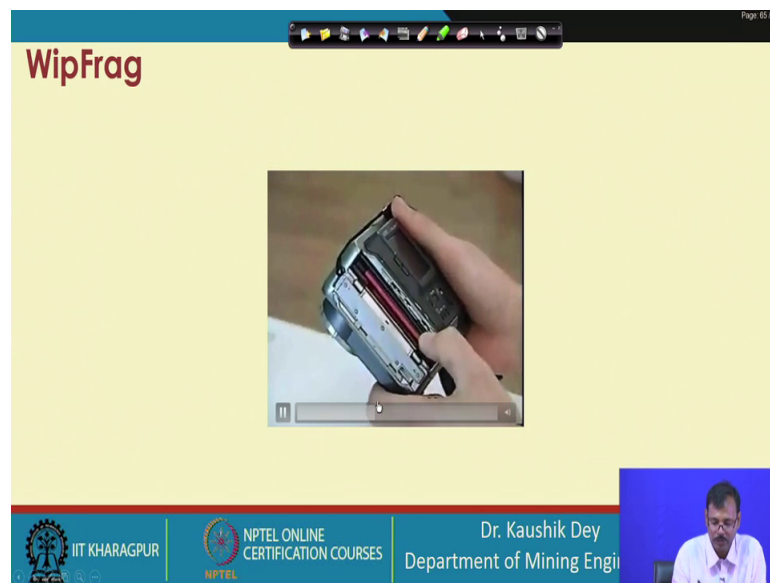 Page: 65
WipFrag
IIT KHARAGPUR
NPTEL
NPTEL ONLINE
CERTIFICATION COURSES
Dr. Kaushik Dey
Department of Mining Engi